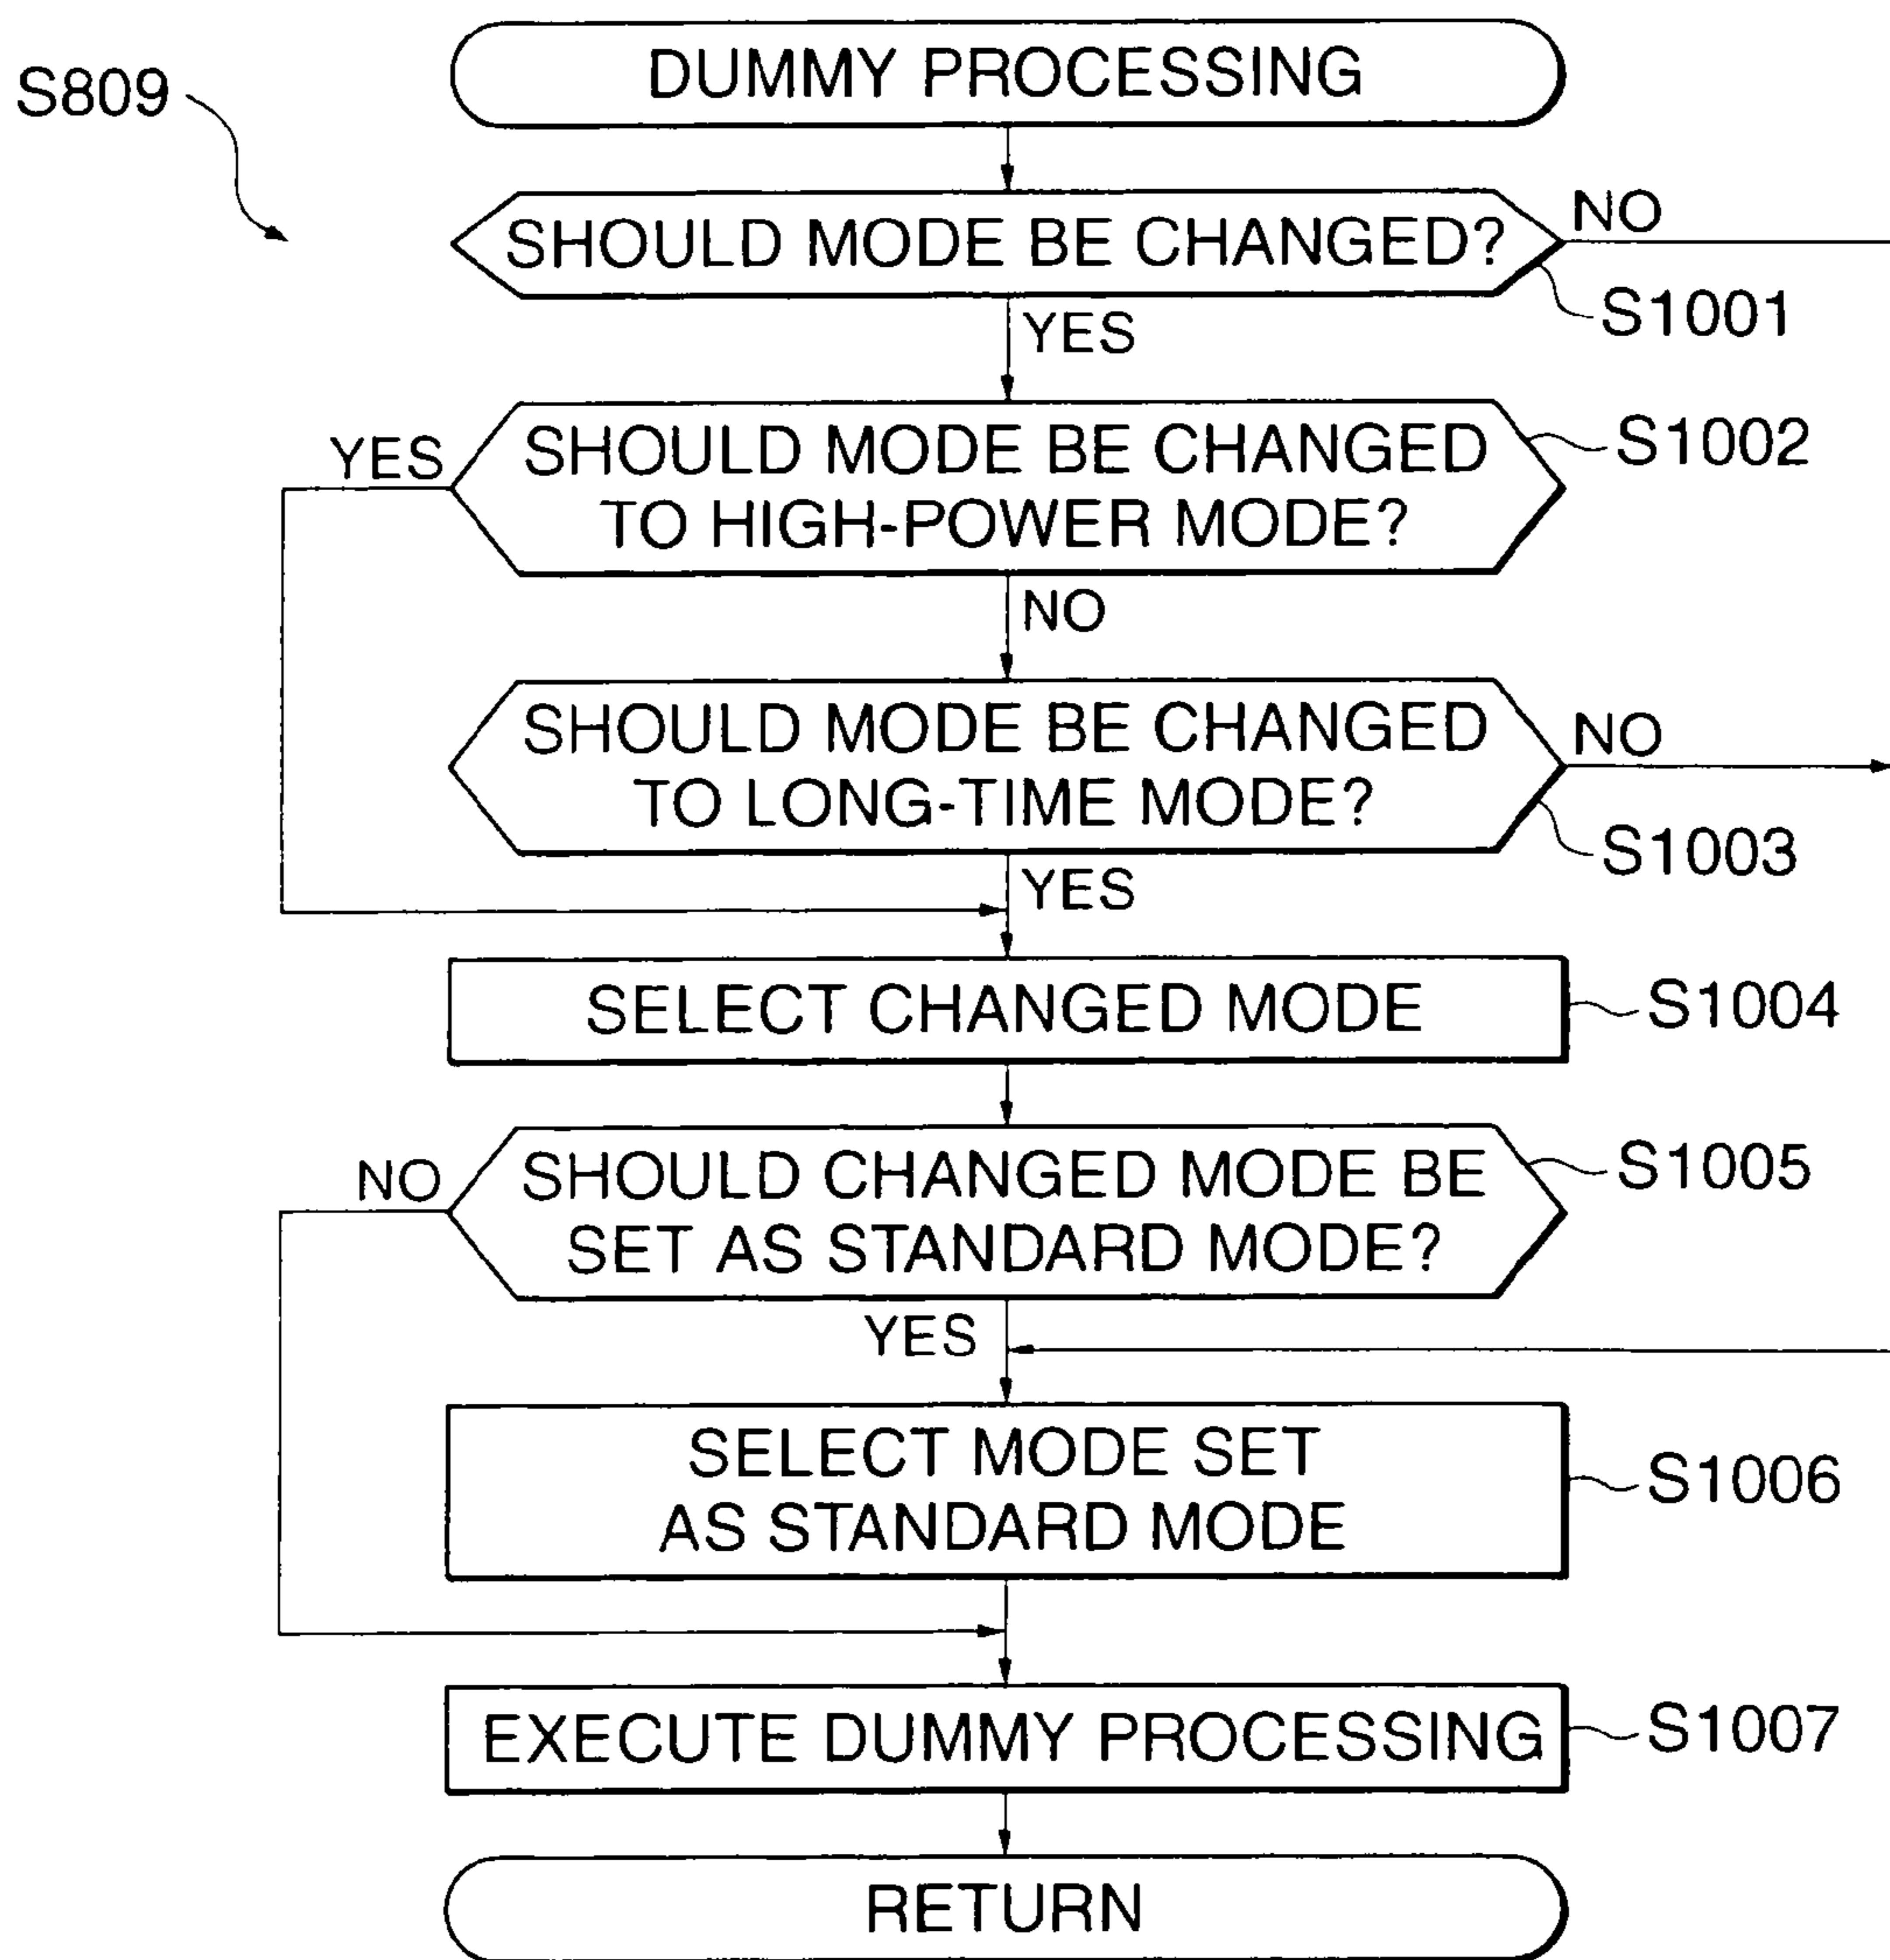 DUMMY PROCESSING
S809
SHOULD MODE BE CHANGED?
NO
S1001
YES
SHOULD MODE BE CHANGED
TO HIGH-POWER MODE?
S1002
YES
NO
SHOULD MODE BE CHANGED
TO LONG-TIME MODE?
NO
S1003
YES
SELECT CHANGED MODE
S1004
SHOULD CHANGED MODE BE
SET AS STANDARD MODE?
S1005
NO
YES
SELECT MODE SET
AS STANDARD MODE
S1006
EXECUTE DUMMY PROCESSING
S1007
RETURN